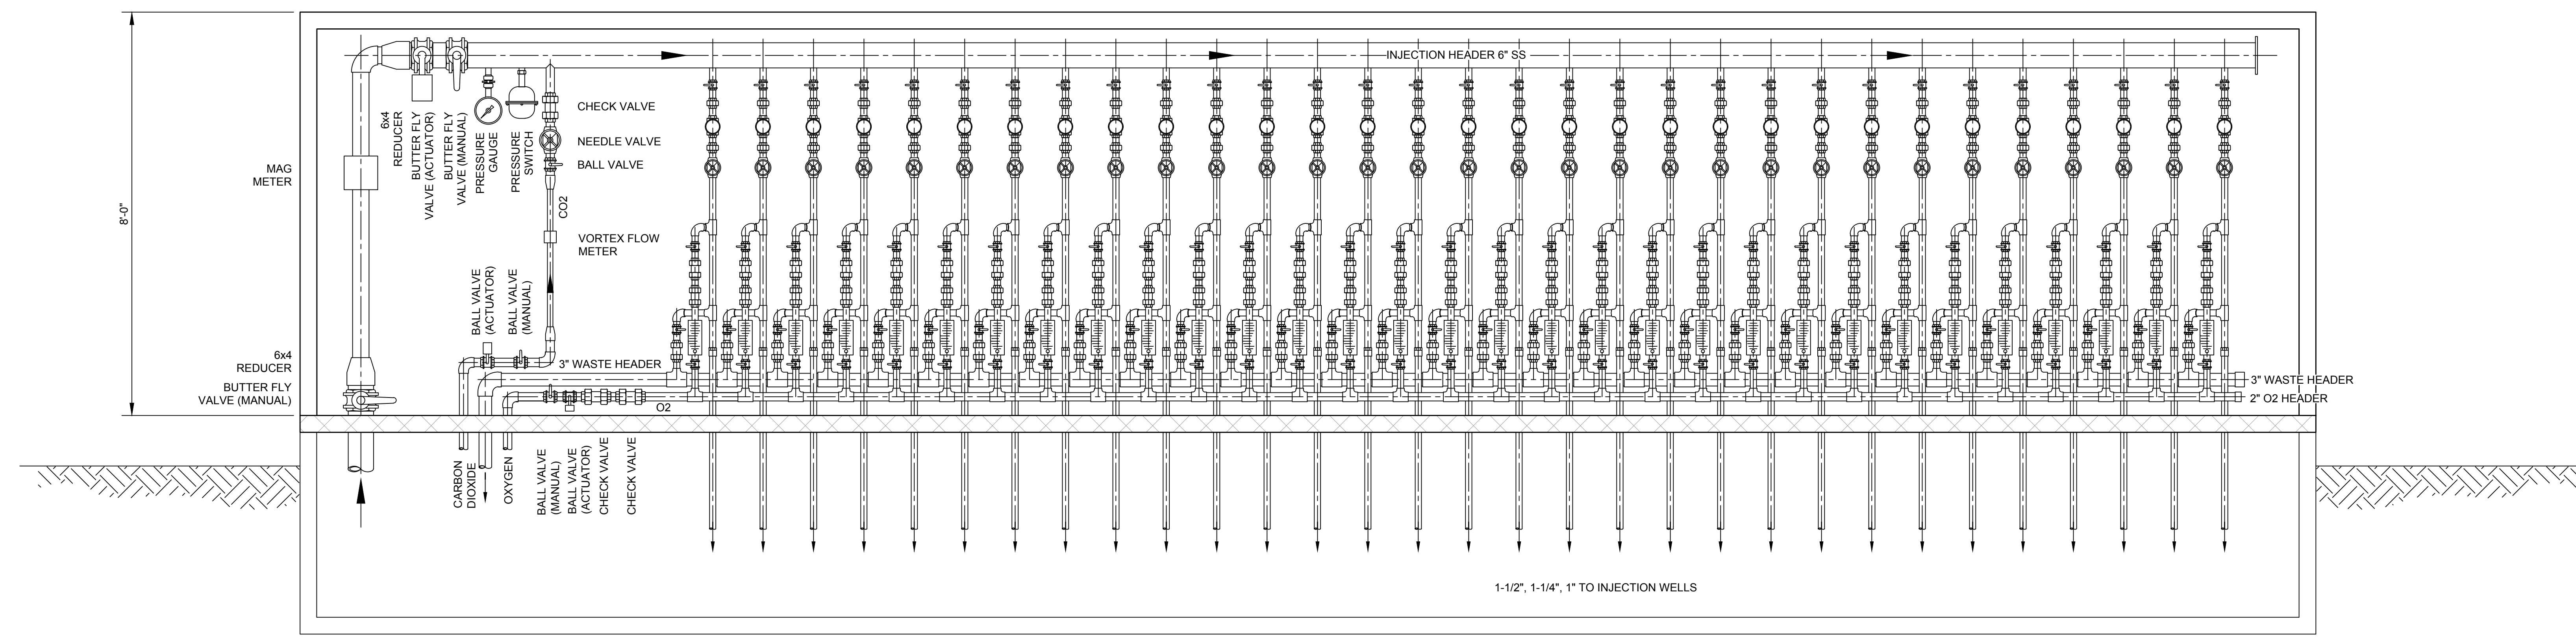 INJECTION HEADER 6" SS
8'-0"
MAG
METER
6x4
REDUCER
BUTTER FLY
VALVE (MANUAL)
6x4
REDUCER
BUTTER FLY
VALVE (ACTUATOR)
BUTTER FLY
VALVE (MANUAL)
PRESSURE
GAUGE
PRESSURE
SWITCH
CHECK VALVE
NEEDLE VALVE
BALL VALVE
CO2
VORTEX FLOW
METER
BALL VALVE
(ACTUATOR)
BALL VALVE
(MANUAL)
3" WASTE HEADER
O2
3" WASTE HEADER
2" O2 HEADER
CARBON
DIOXIDE
OXYGEN
BALL VALVE
(MANUAL)
BALL VALVE
(ACTUATOR)
CHECK VALVE
CHECK VALVE
1-1/2", 1-1/4", 1" TO INJECTION WELLS